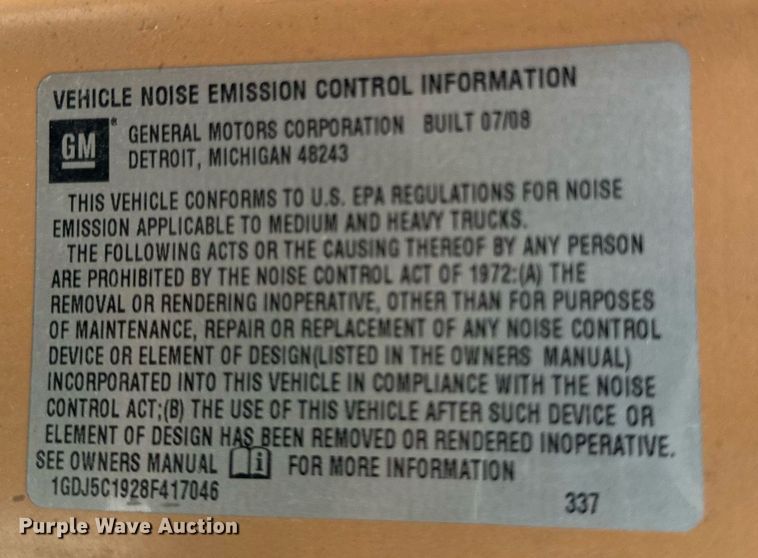 VEHICLE NOISE EMISSION CONTROL INFORMATION
GM® GENERAL MOTORS CORPORATION BUILT 07/08
DETROIT, MICHIGAN 48243
THIS VEHICLE CONFORMS TO U.S. EPA REGULATIONS FOR NOISE
EMISSION APPLICABLE TO MEDIUM AND HEAVY TRUCKS.
THE FOLLOWING ACTS OR THE CAUSING THEREOF BY ANY PERSON
ARE PROHIBITED BY THE NOISE CONTROL ACT OF 1972:(A) THE
REMOVAL OR RENDERING INOPERATIVE, OTHER THAN FOR PURPOSES
OF MAINTENANCE, REPAIR OR REPLACEMENT OF ANY NOISE CONTROL
DEVICE OR ELEMENT OF DESIGN(LISTED IN THE OWNERS MANUAL)
INCORPORATED INTO THIS VEHICLE IN COMPLIANCE WITH THE NOISE
CONTROL ACT;(B) THE USE OF THIS VEHICLE AFTER SUCH DEVICE OR
ELEMENT OF DESIGN HAS BEEN REMOVED OR RENDERED INOPERATIVE.
SEE OWNERS MANUAL i FOR MORE INFORMATION
1GDJ5C1928F417046 337
Purple Wave Auction